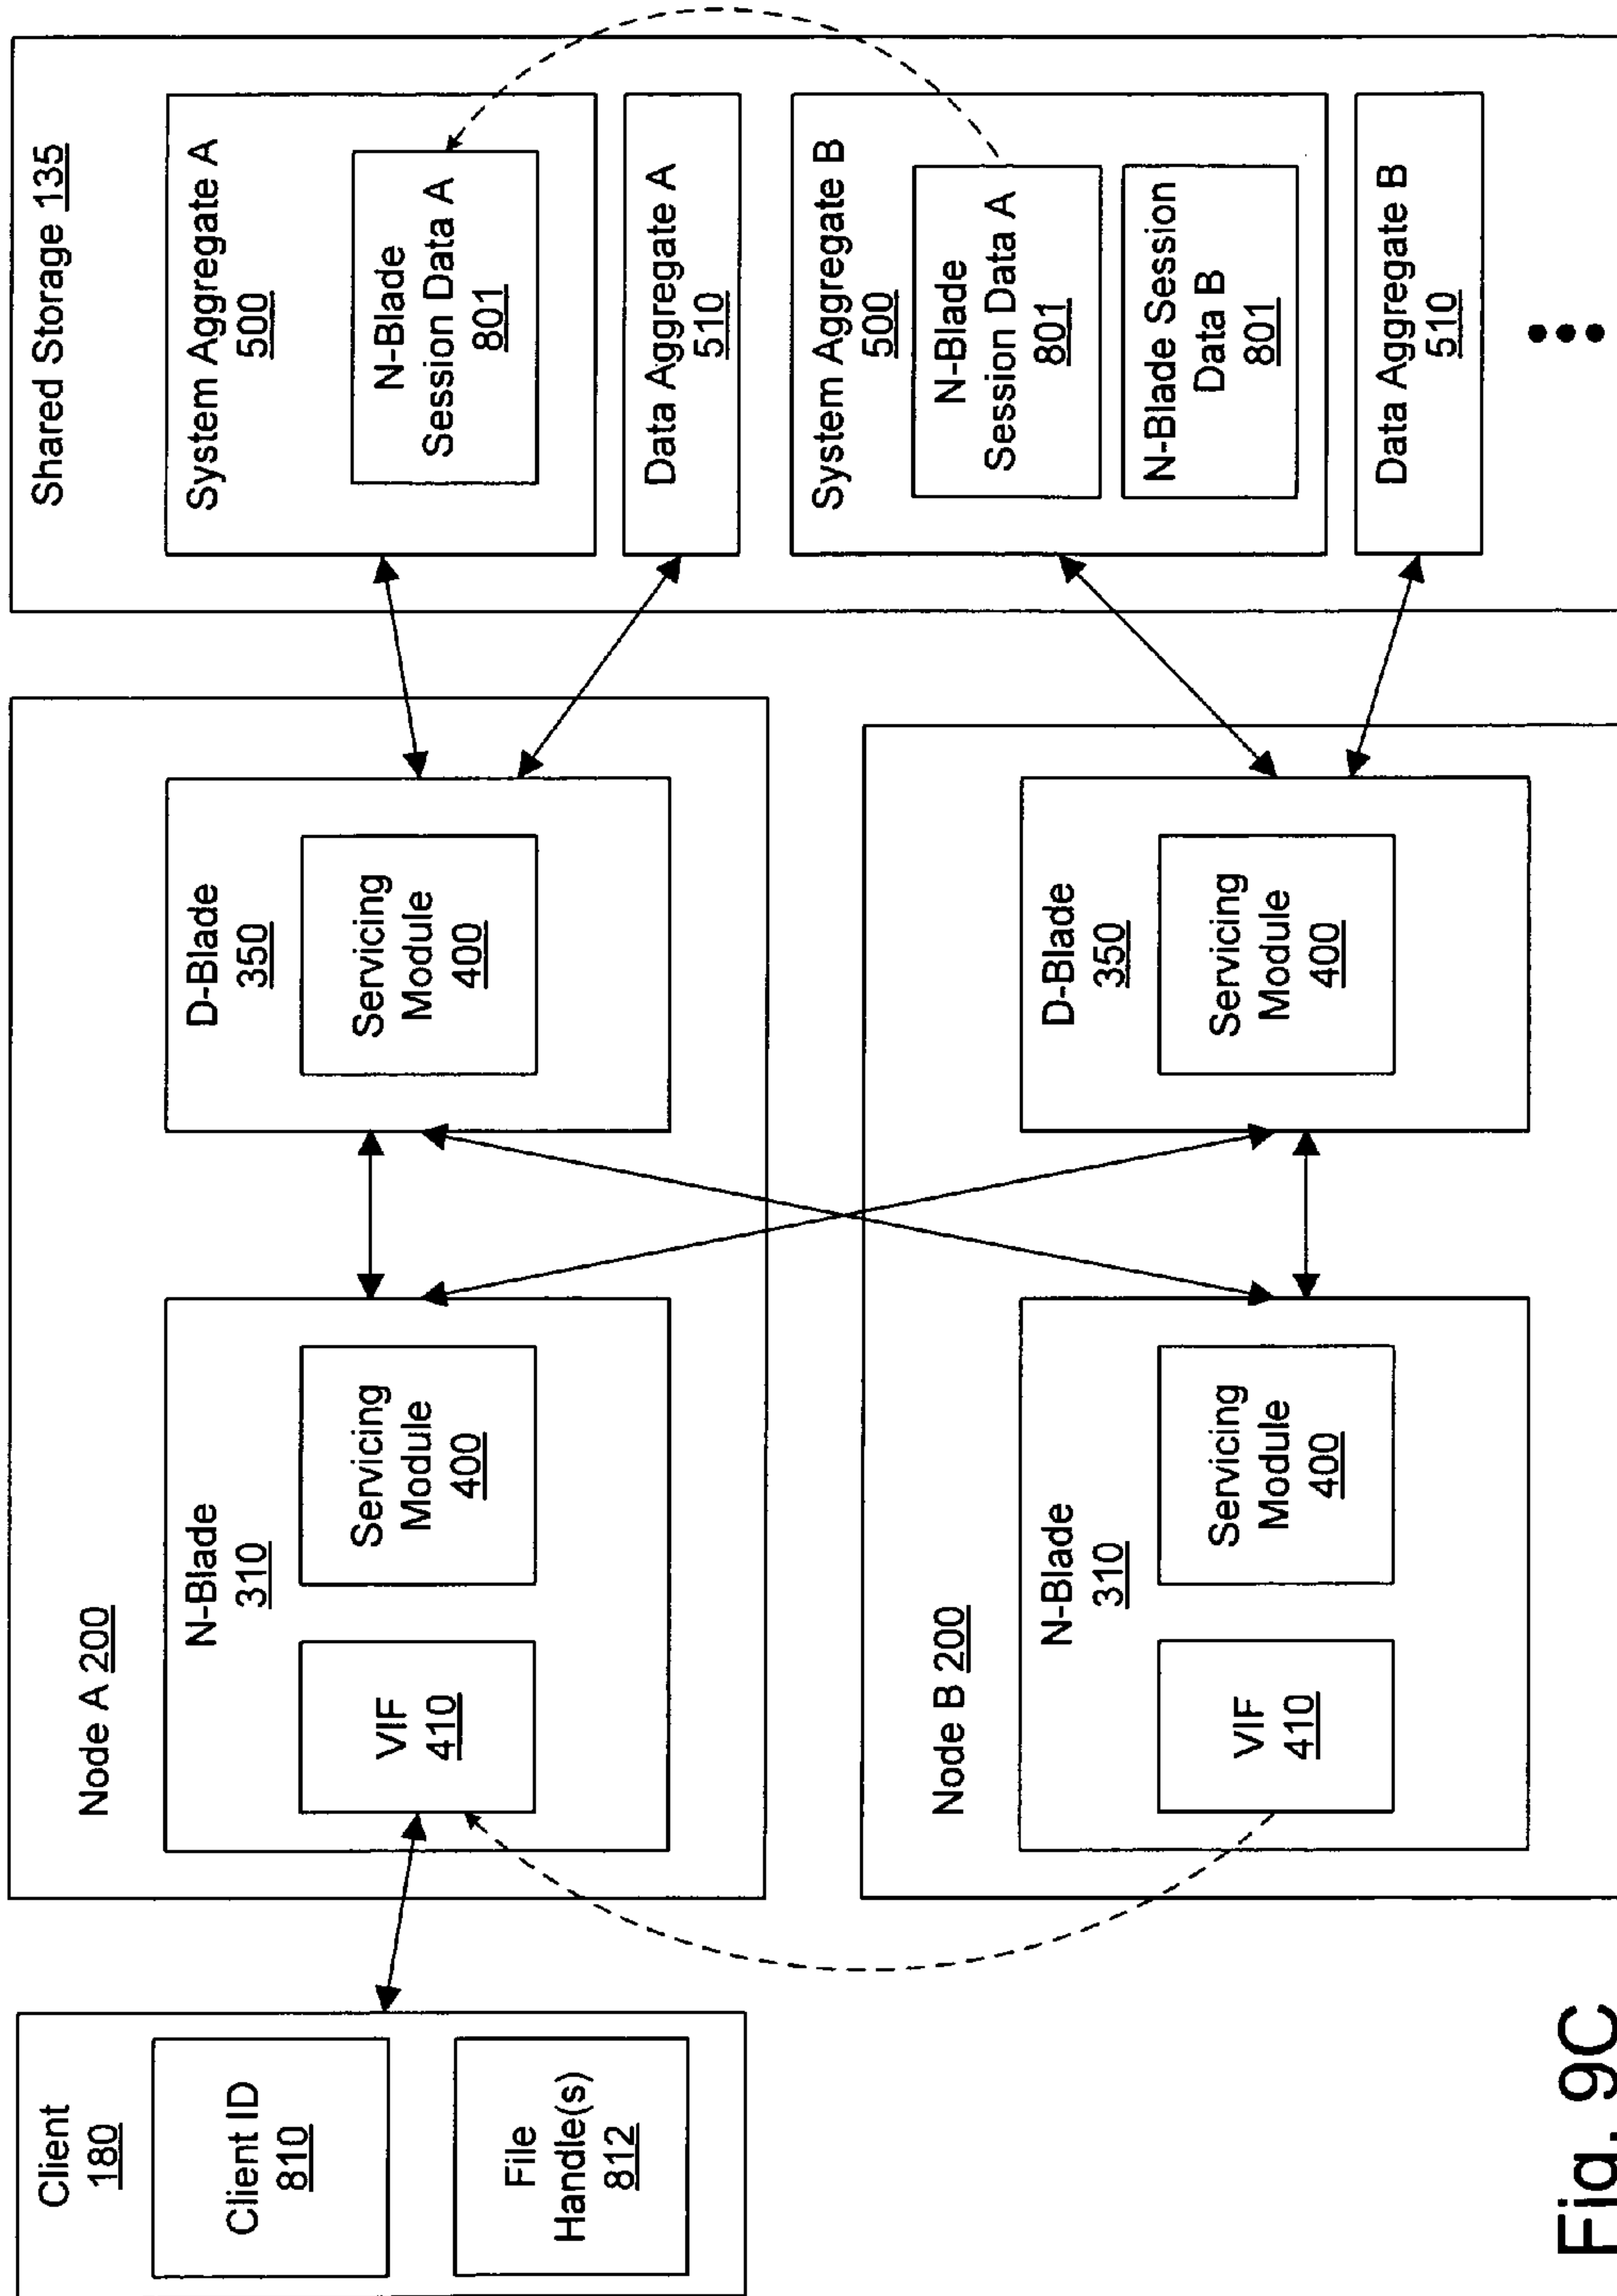 Client
180
Client ID
810
File
Handle(s)
812
Node A 200
N-Blade
310
VIF
410
Servicing
Module
400
D-Blade
350
Servicing
Module
400
Node B 200
N-Blade
310
VIF
410
Servicing
Module
400
D-Blade
350
Servicing
Module
400
Shared Storage 135
System Aggregate A
500
N-Blade
Session Data A
801
Data Aggregate A
510
System Aggregate B
500
N-Blade
Session Data A
801
N-Blade Session
Data B
801
Data Aggregate B
510
Fig. 9C